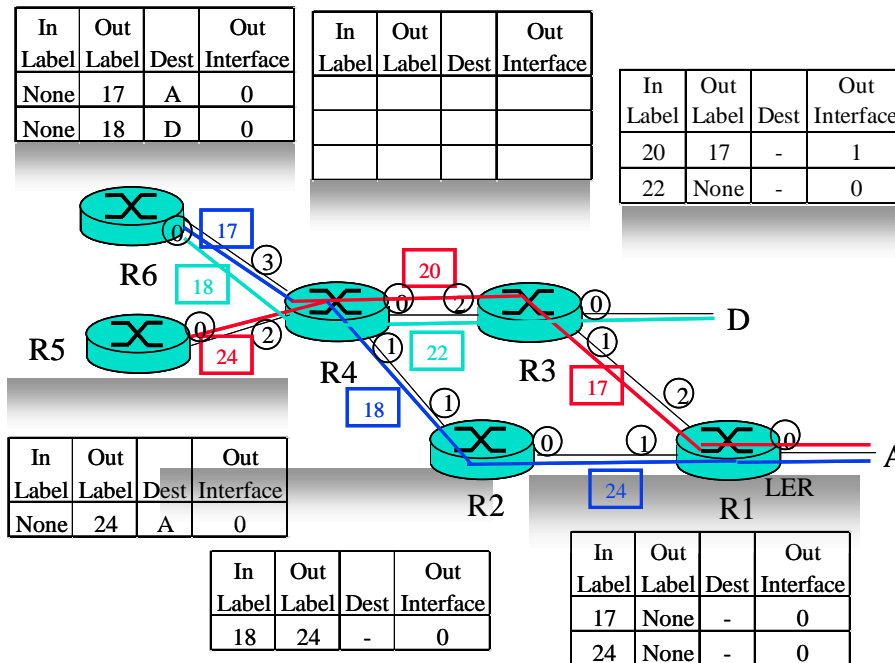 In Out Out
Label Label Dest Interface
None 17 A 0
None 18 D 0
In Out Out
Label Label Dest Interface
In Out Out
Label Label Dest Interface
20 17 - 1
22 None - 0
0 17
R6 18 3
20
0 2 0
D
R5 0 2
24
R4 1 22 R3 1
18 17
1 2
0 1 0
A
R2 24 R1 LER
In Out Out
Label Label Dest Interface
None 24 A 0
In Out Out
Label Label Dest Interface
18 24 - 0
In Out Out
Label Label Dest Interface
17 None - 0
24 None - 0